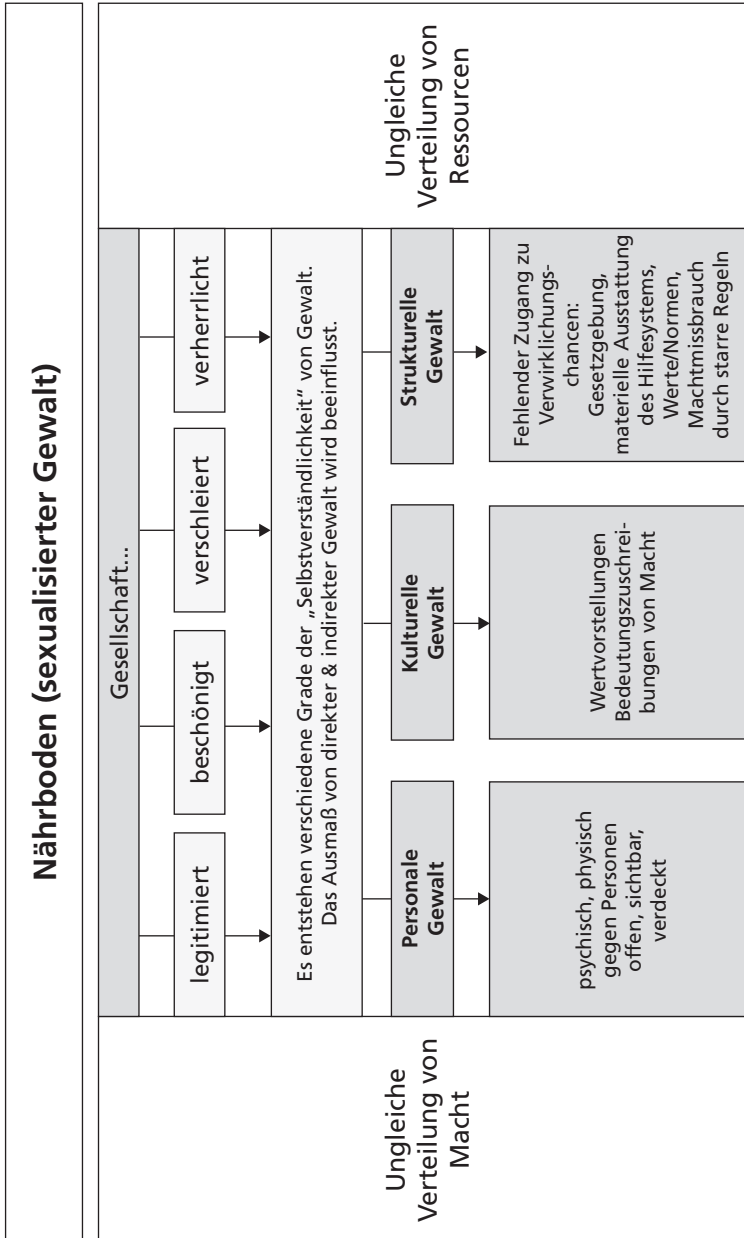 Nährboden (sexualisierter Gewalt)
Gesellschaft...
legitimiert
beschönigt
verschleiert
verherrlicht
Es entstehen verschiedene Grade der „Selbstverständlichkeit" von Gewalt.
Das Ausmaß von direkter & indirekter Gewalt wird beeinflusst.
Ungleiche
Verteilung von
Macht
Personale
Gewalt
Kulturelle
Gewalt
Strukturelle
Gewalt
Ungleiche
Verteilung von
Ressourcen
psychisch, physisch
gegen Personen
offen, sichtbar,
verdeckt
Wertvorstellungen
Bedeutungszuschrei-
bungen von Macht
Fehlender Zugang zu
Verwirklichungs-
chancen:
Gesetzgebung,
materielle Ausstattung
des Hilfesystems,
Werte/Normen,
Machtmissbrauch
durch starre Regeln